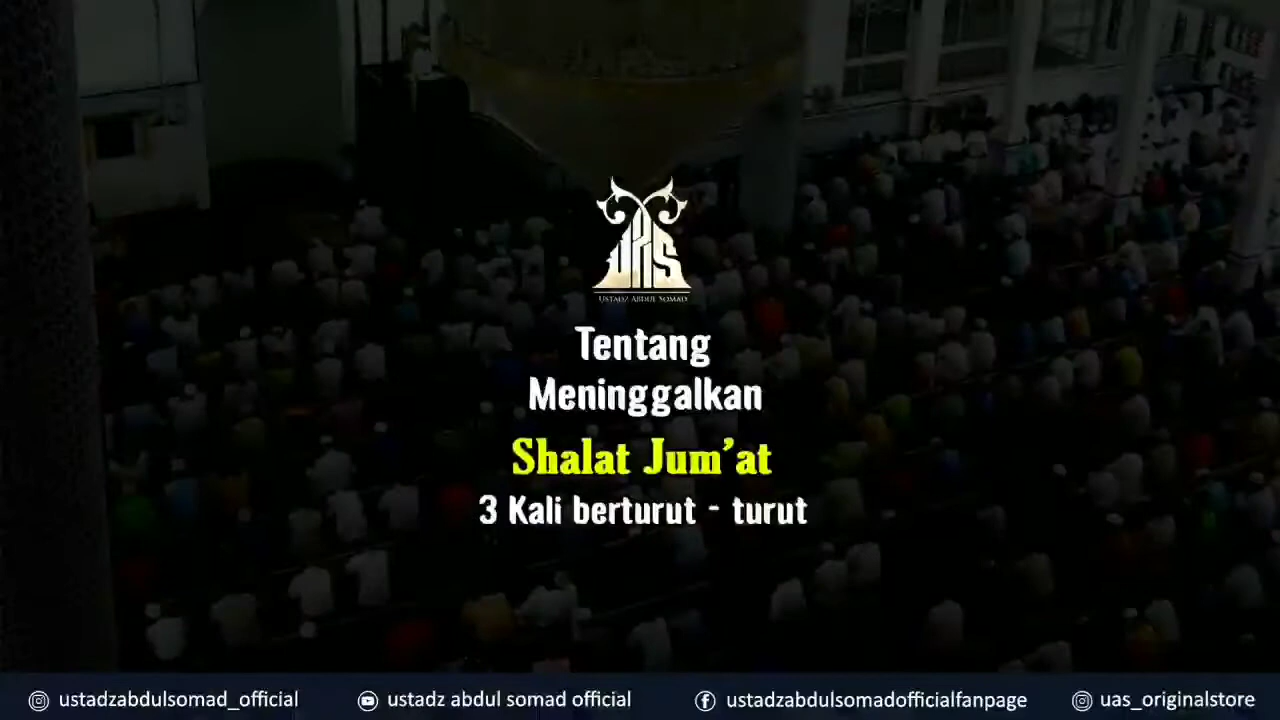 UAS
USTADZ ABDUL SOMAD
Tentang
Meninggalkan
Shalat Jum'at
3 Kali berturut - turut
ustadzabdulsomad_official
ustadz abdul somad official
ustadzabdulsomadofficialfanpage
uas_originalstore